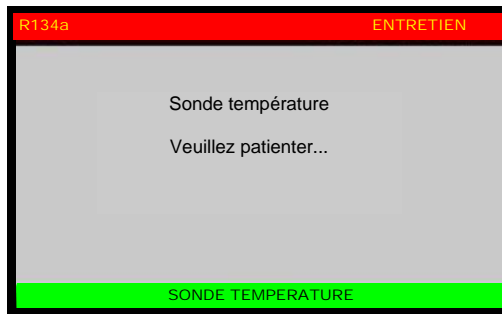 R134a ENTRETIEN
Sonde température
Veuillez patienter...
SONDE TEMPERATURE